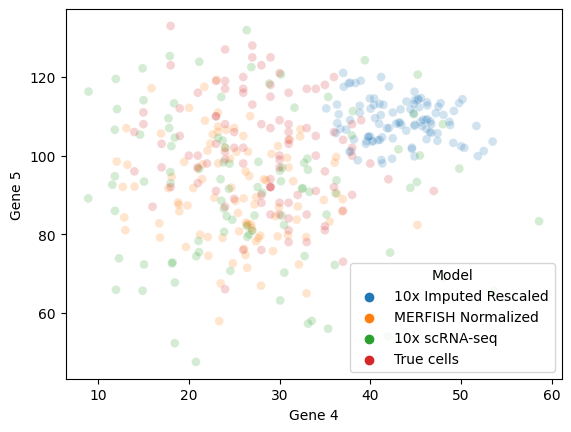 120
100
80
60
Gene 5
10
20
30
40
50
60
Gene 4
Model
10x Imputed Rescaled
MERFISH Normalized
10x scRNA-seq
True cells